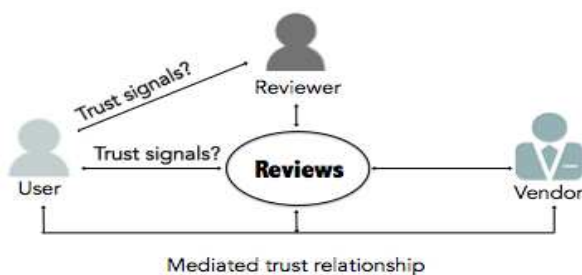 Trust signals?
Reviewer
Trust signals?
Reviews
User
Vendor
Mediated trust relationship